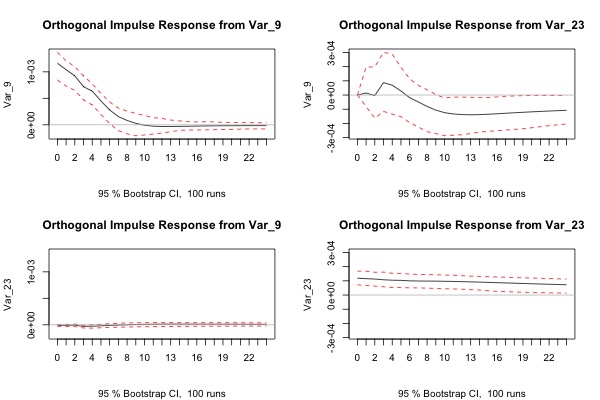 Orthogonal Impulse Response from Var_9
Var_9
0e+00 1e-03
0 2 4 6 8 10 13 16 19 22
95 % Bootstrap CI, 100 runs
Orthogonal Impulse Response from Var_23
Var_9
-3e-04 0e+00 3e-04
0 2 4 6 8 10 13 16 19 22
95 % Bootstrap CI, 100 runs
Orthogonal Impulse Response from Var_9
Var_23
0e+00 1e-03
0 2 4 6 8 10 13 16 19 22
95 % Bootstrap CI, 100 runs
Orthogonal Impulse Response from Var_23
Var_23
-3e-04 0e+00 3e-04
0 2 4 6 8 10 13 16 19 22
95 % Bootstrap CI, 100 runs